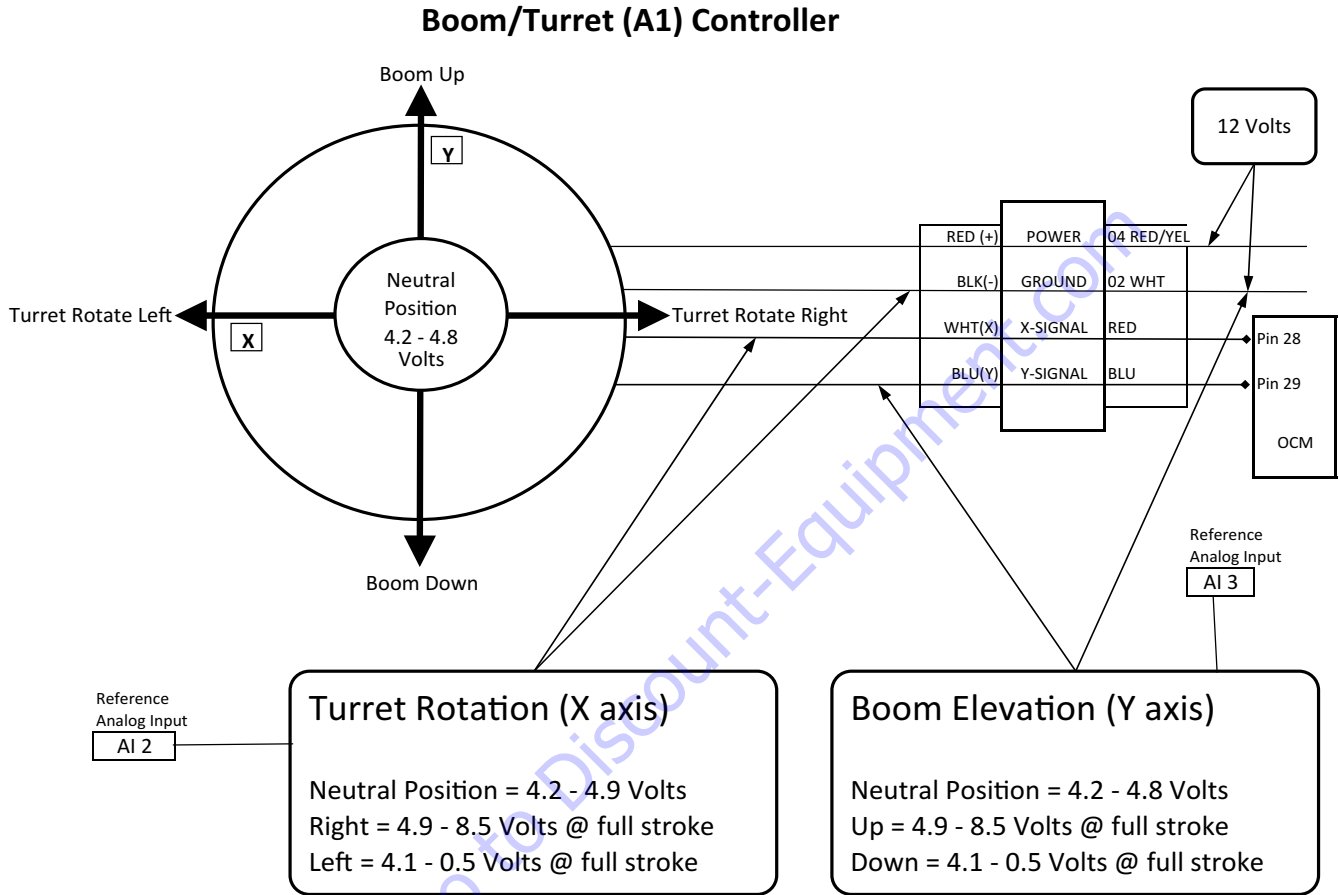 Boom/Turret (A1) Controller
Boom Up
Y
12 Volts
Neutral
Position
4.2 - 4.8
Volts
Turret Rotate Left
X
Turret Rotate Right
Boom Down
RED (+) POWER 04 RED/YEL
BLK(-) GROUND 02 WHT
WHT(X) X-SIGNAL RED
BLU(Y) Y-SIGNAL BLU
Pin 28
Pin 29
OCM
Reference
Analog Input
AI 3
Reference
Analog Input
AI 2
Turret Rotation (X axis)
Neutral Position = 4.2 - 4.9 Volts
Right = 4.9 - 8.5 Volts @ full stroke
Left = 4.1 - 0.5 Volts @ full stroke
Boom Elevation (Y axis)
Neutral Position = 4.2 - 4.8 Volts
Up = 4.9 - 8.5 Volts @ full stroke
Down = 4.1 - 0.5 Volts @ full stroke
to Discount-Equipment.com